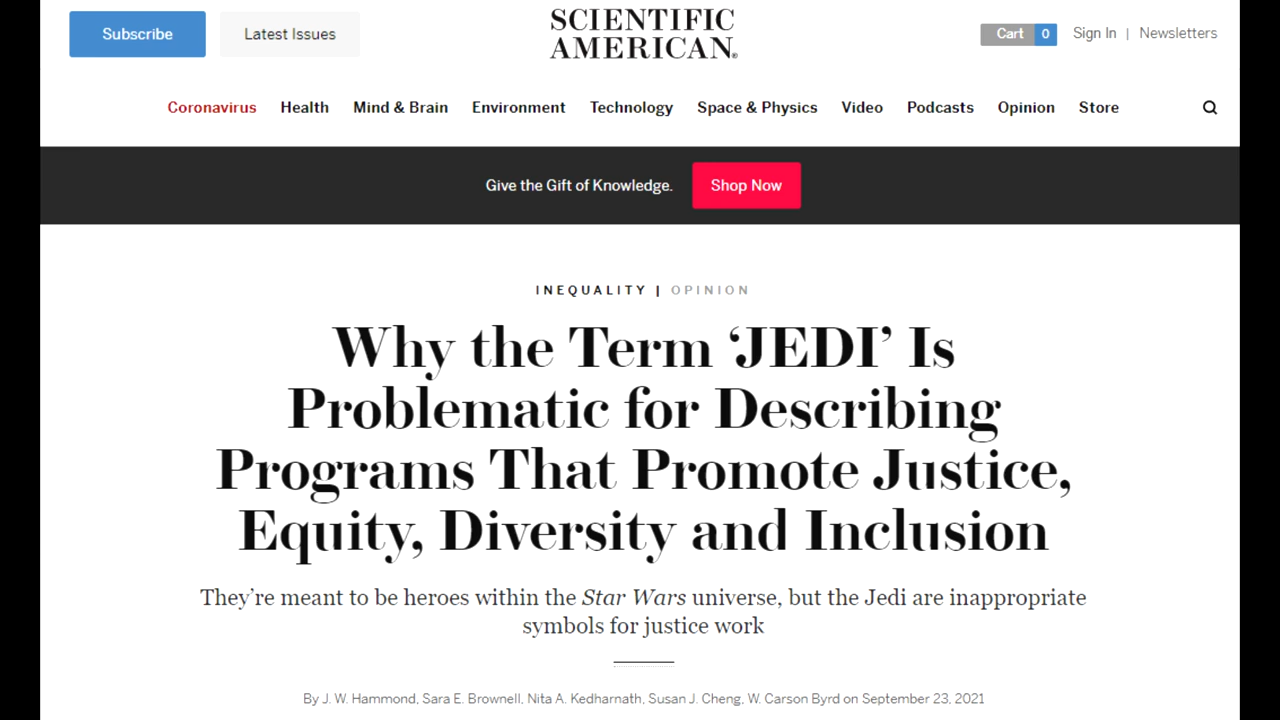 Subscribe
Latest Issues
SCIENTIFIC
AMERICAN®
Cart 0
Sign In | Newsletters
Coronavirus Health Mind & Brain Environment Technology Space & Physics Video Podcasts Opinion Store
Give the Gift of Knowledge.
Shop Now
INEQUALITY | OPINION
Why the Term ‘JEDI’ Is
Problematic for Describing
Programs That Promote Justice,
Equity, Diversity and Inclusion
They’re meant to be heroes within the Star Wars universe, but the Jedi are inappropriate
symbols for justice work
By J. W. Hammond, Sara E. Brownell, Nita A. Kedharnath, Susan J. Cheng, W. Carson Byrd on September 23, 2021